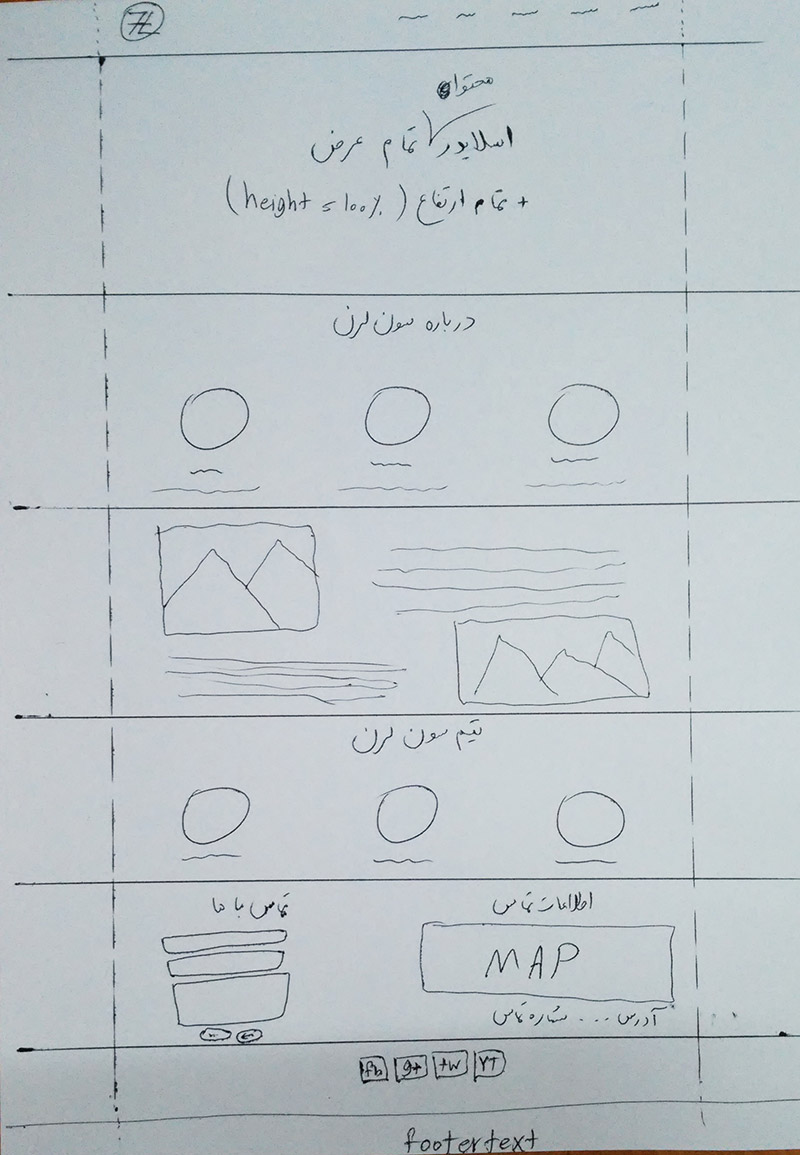 7L
محتوا
اسلایدر تمام عرض
+ تمام ارتفاع (height = 100%)
درباره سون لرن
تیم سون لرن
اطلاعات تماس
تماس با ما
MAP
آدرس ... شماره تماس
fb g+ tw YT
footertext